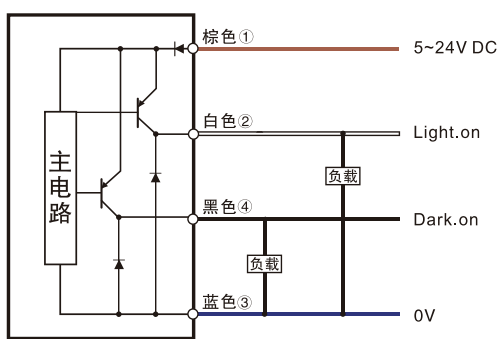 棕色① 5~24V DC
白色② Light.on
负载
主电路
黑色④ Dark.on
负载
蓝色③ 0V